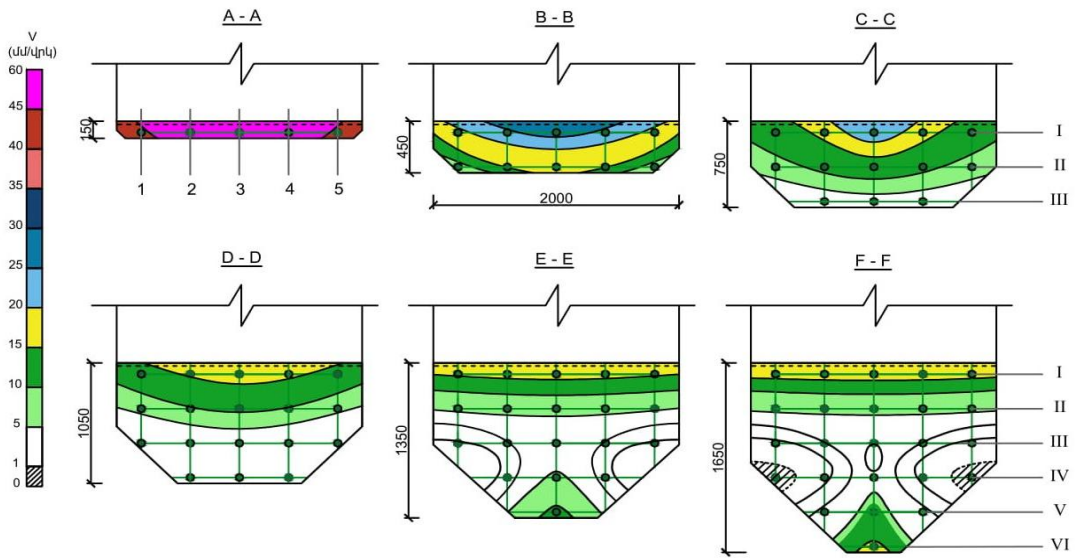 V
(մմ/վրկ)
60
45
40
35
30
25
20
15
10
5
1
0
A - A
150
1 2 3 4 5
B - B
450
2000
C - C
750
I
II
III
D - D
1050
E - E
1350
F - F
1650
I
II
III
IV
V
VI